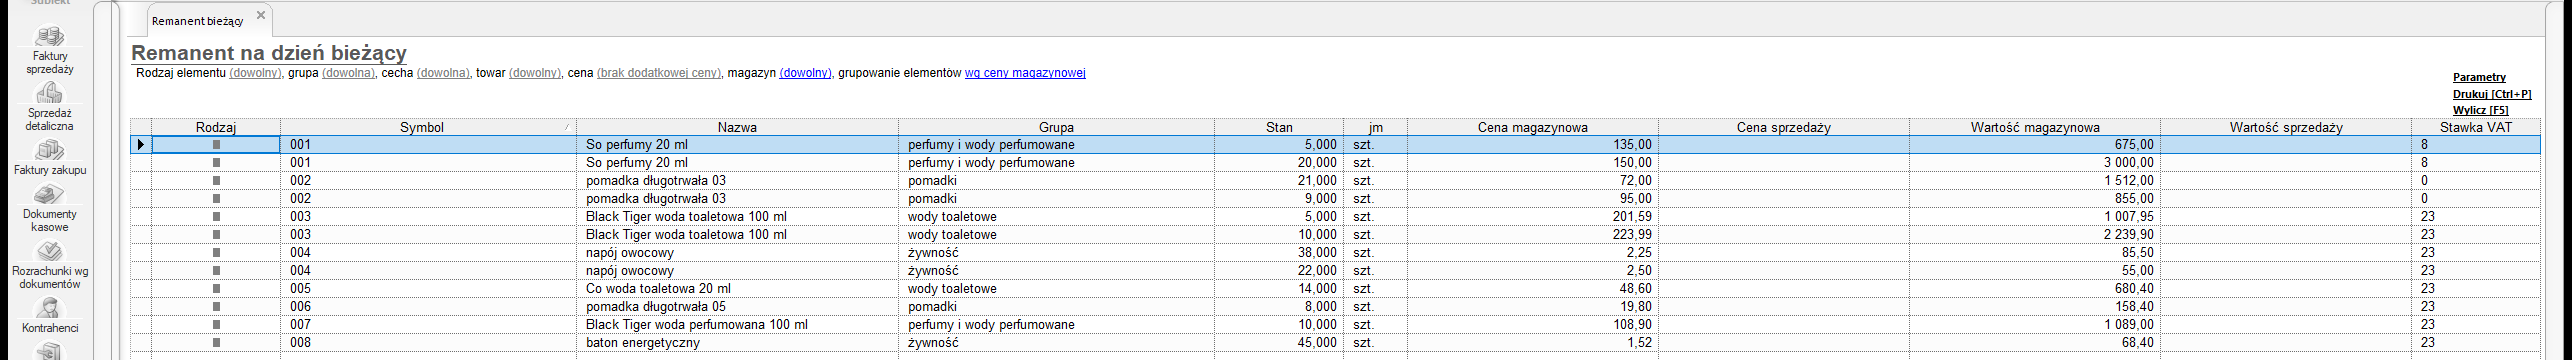 Subiekt
Faktury
sprzedaży
Sprzedaż
detaliczna
Faktury zakupu
Dokumenty
kasowe
Rozrachunki wg
dokumentów
Kontrahenci
Remanent bieżący
Remanent na dzień bieżący
Rodzaj elementu (dowolny), grupa (dowolna), cecha (dowolna), towar (dowolny), cena (brak dodatkowej ceny), magazyn (dowolny), grupowanie elementów wg ceny magazynowej
Parametry
Drukuj [Ctrl+P]
Wylicz [F5]
Rodzaj Symbol Nazwa Grupa Stan jm Cena magazynowa Cena sprzedaży Wartość magazynowa Wartość sprzedaży Stawka VAT
001 So perfumy 20 ml perfumy i wody perfumowane 5,000 szt. 135,00 675,00 8
001 So perfumy 20 ml perfumy i wody perfumowane 20,000 szt. 150,00 3 000,00 8
002 pomadka długotrwała 03 pomadki 21,000 szt. 72,00 1 512,00 0
002 pomadka długotrwała 03 pomadki 9,000 szt. 95,00 855,00 0
003 Black Tiger woda toaletowa 100 ml wody toaletowe 5,000 szt. 201,59 1 007,95 23
003 Black Tiger woda toaletowa 100 ml wody toaletowe 10,000 szt. 223,99 2 239,90 23
004 napój owocowy żywność 38,000 szt. 2,25 85,50 23
004 napój owocowy żywność 22,000 szt. 2,50 55,00 23
005 Co woda toaletowa 20 ml wody toaletowe 14,000 szt. 48,60 680,40 23
006 pomadka długotrwała 05 pomadki 8,000 szt. 19,80 158,40 23
007 Black Tiger woda perfumowana 100 ml perfumy i wody perfumowane 10,000 szt. 108,90 1 089,00 23
008 baton energetyczny żywność 45,000 szt. 1,52 68,40 23